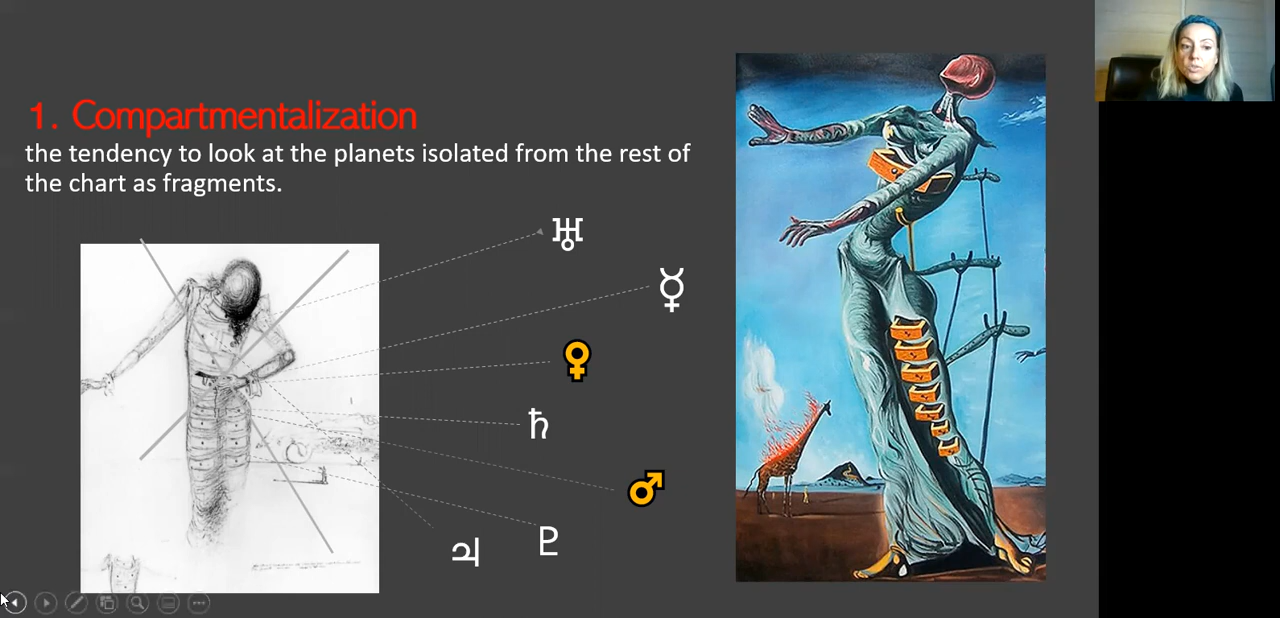 1. Compartmentalization
the tendency to look at the planets isolated from the rest of
the chart as fragments.